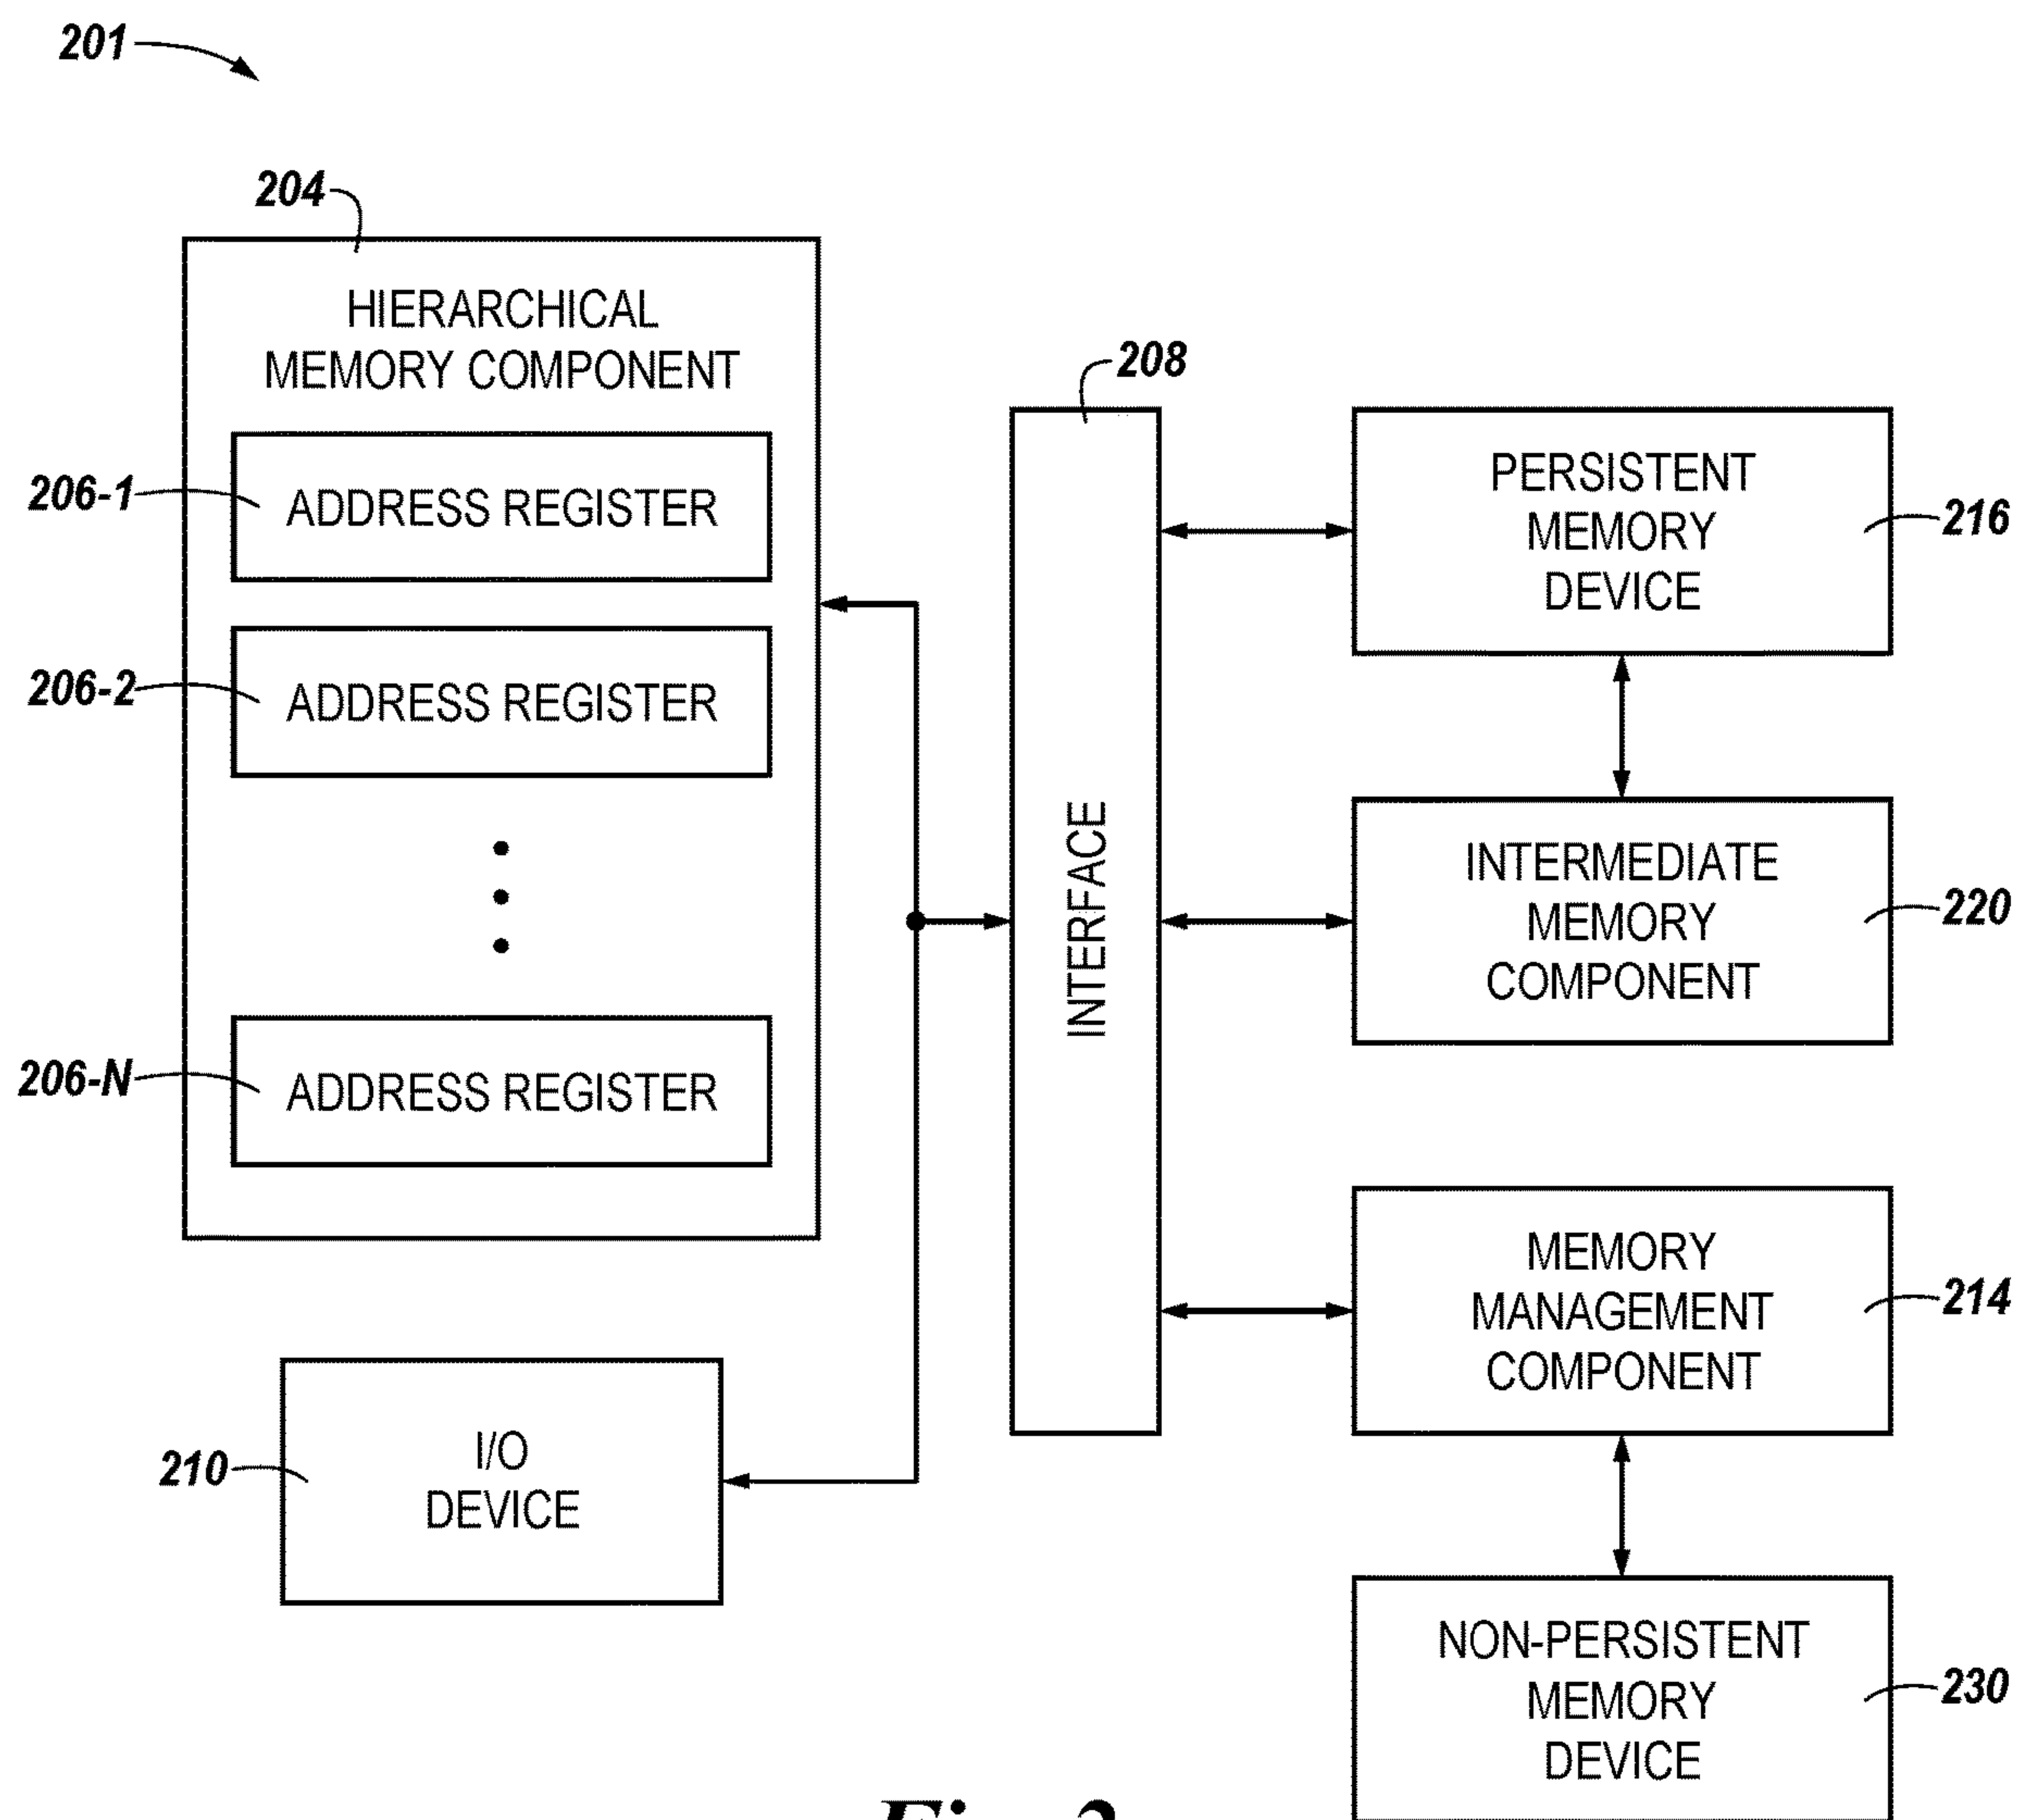 201
204
HIERARCHICAL
MEMORY COMPONENT
206-1
ADDRESS REGISTER
206-2
ADDRESS REGISTER
206-N
ADDRESS REGISTER
210
I/O
DEVICE
208
INTERFACE
PERSISTENT
MEMORY
DEVICE
216
INTERMEDIATE
MEMORY
COMPONENT
220
MEMORY
MANAGEMENT
COMPONENT
214
NON-PERSISTENT
MEMORY
DEVICE
230